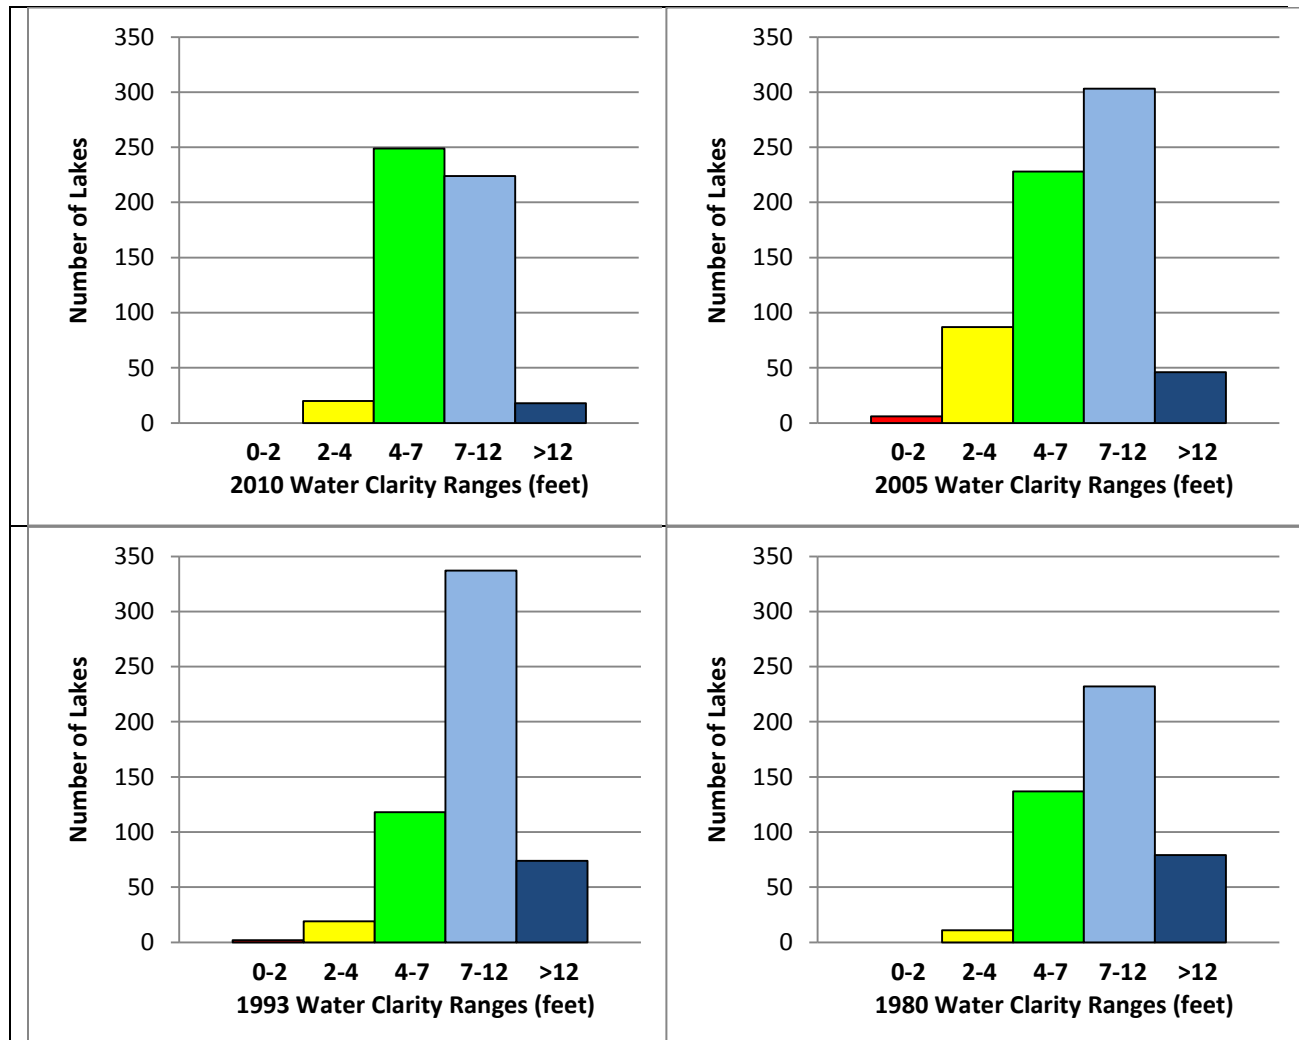 350
300
250
200
150
100
50
0
Number of Lakes
0-2 2-4 4-7 7-12 >12
2010 Water Clarity Ranges (feet)
350
300
250
200
150
100
50
0
Number of Lakes
0-2 2-4 4-7 7-12 >12
2005 Water Clarity Ranges (feet)
350
300
250
200
150
100
50
0
Number of Lakes
0-2 2-4 4-7 7-12 >12
1993 Water Clarity Ranges (feet)
350
300
250
200
150
100
50
0
Number of Lakes
0-2 2-4 4-7 7-12 >12
1980 Water Clarity Ranges (feet)